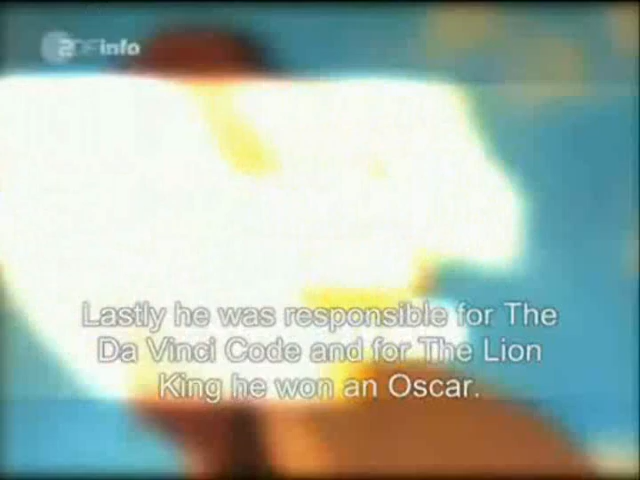 ZDFinfo
Lastly he was responsible for The
Da Vinci Code and for The Lion
King he won an Oscar.